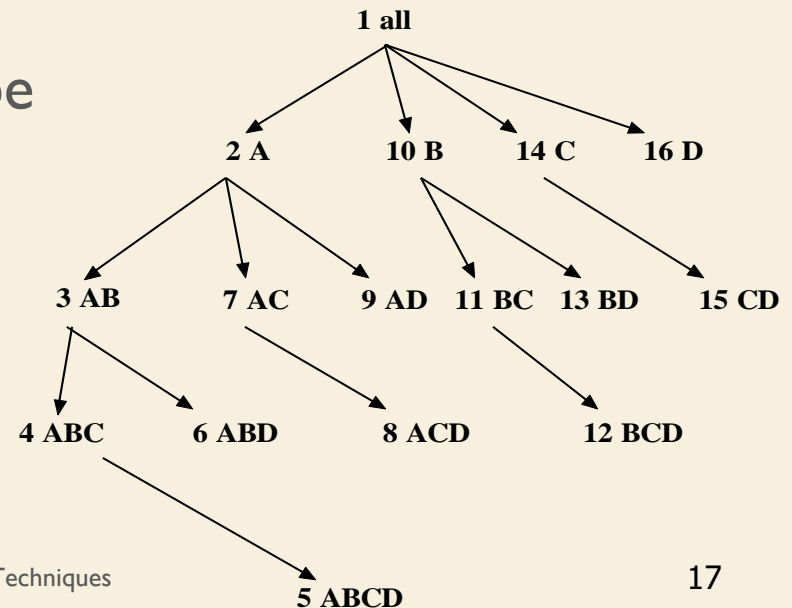 1 all
be
2 A 10 B 14 C 16 D
3 AB 7 AC 9 AD 11 BC 13 BD 15 CD
4 ABC 6 ABD 8 ACD 12 BCD
Techniques 17
5 ABCD